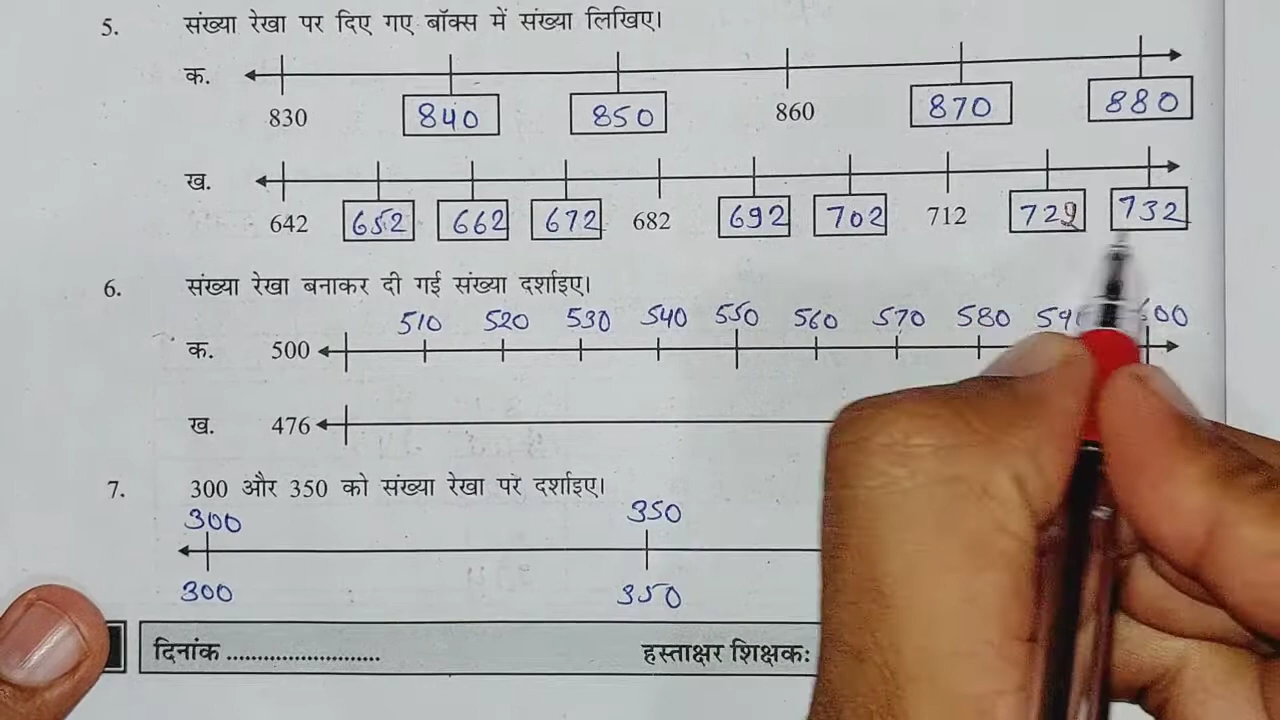 5. संख्या रेखा पर दिए गए बॉक्स में संख्या लिखिए।
क. 830 840 850 860 870 880
ख. 642 652 662 672 682 692 702 712 722 732
6. संख्या रेखा बनाकर दी गई संख्या दर्शाइए।
510 520 530 540 550 560 570 580
क. 500
ख. 476
7. 300 और 350 को संख्या रेखा पर दर्शाइए।
300 350
300 350
दिनांक ......................... हस्ताक्षर शिक्षकः